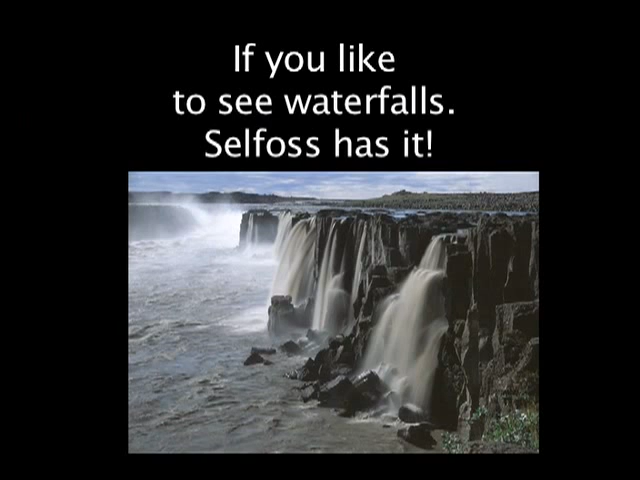 If you like
to see waterfalls.
Selfoss has it!